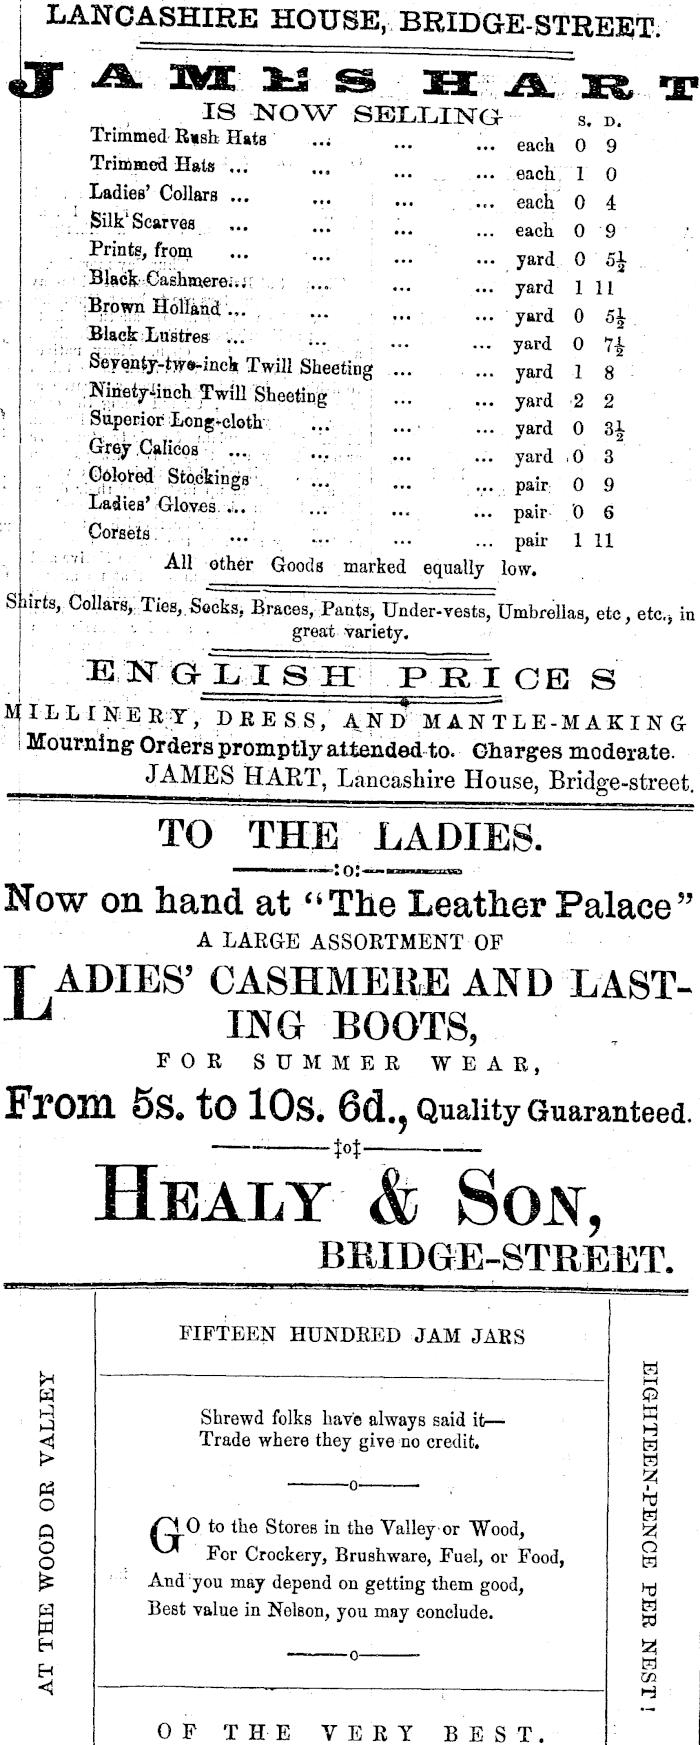 LANCASHIRE HOUSE, BRIDGE-STREET.
JAMES HART
IS NOW SELLING
S. D.
Trimmed Rush Hats ... ... ... each 0 9
Trimmed Hats ... ... ... ... each 1 0
Ladies' Collars ... ... ... ... each 0 4
Silk Scarves ... ... ... ... each 0 9
Prints, from ... ... ... ... yard 0 5½
Black Cashmere... ... ... ... yard 1 11
Brown Holland ... ... ... ... yard 0 5½
Black Lustres ... ... ... ... yard 0 7½
Seventy-two-inch Twill Sheeting ... ... yard 1 8
Ninety-inch Twill Sheeting ... ... yard 2 2
Superior Long-cloth ... ... ... yard 0 3½
Grey Calicos ... ... ... ... yard 0 3
Colored Stockings ... ... ... pair 0 9
Ladies' Gloves ... ... ... ... pair 0 6
Corsets ... ... ... ... pair 1 11
All other Goods marked equally low.
Shirts, Collars, Ties, Socks, Braces, Pants, Under-vests, Umbrellas, etc, etc., in
great variety.
ENGLISH PRICES
MILLINERY, DRESS, AND MANTLE-MAKING
Mourning Orders promptly attended to. Charges moderate.
JAMES HART, Lancashire House, Bridge-street.
TO THE LADIES.
:o:
Now on hand at "The Leather Palace"
A LARGE ASSORTMENT OF
LADIES' CASHMERE AND LAST-
ING BOOTS,
FOR SUMMER WEAR,
From 5s. to 10s. 6d., Quality Guaranteed.
‡o‡
HEALY & SON,
BRIDGE-STREET.
AT THE WOOD OR VALLEY
FIFTEEN HUNDRED JAM JARS
Shrewd folks have always said it—
Trade where they give no credit.
——o——
GO to the Stores in the Valley or Wood,
For Crockery, Brushware, Fuel, or Food,
And you may depend on getting them good,
Best value in Nelson, you may conclude.
——o——
OF THE VERY BEST.
EIGHTEEN-PENCE PER NEST!